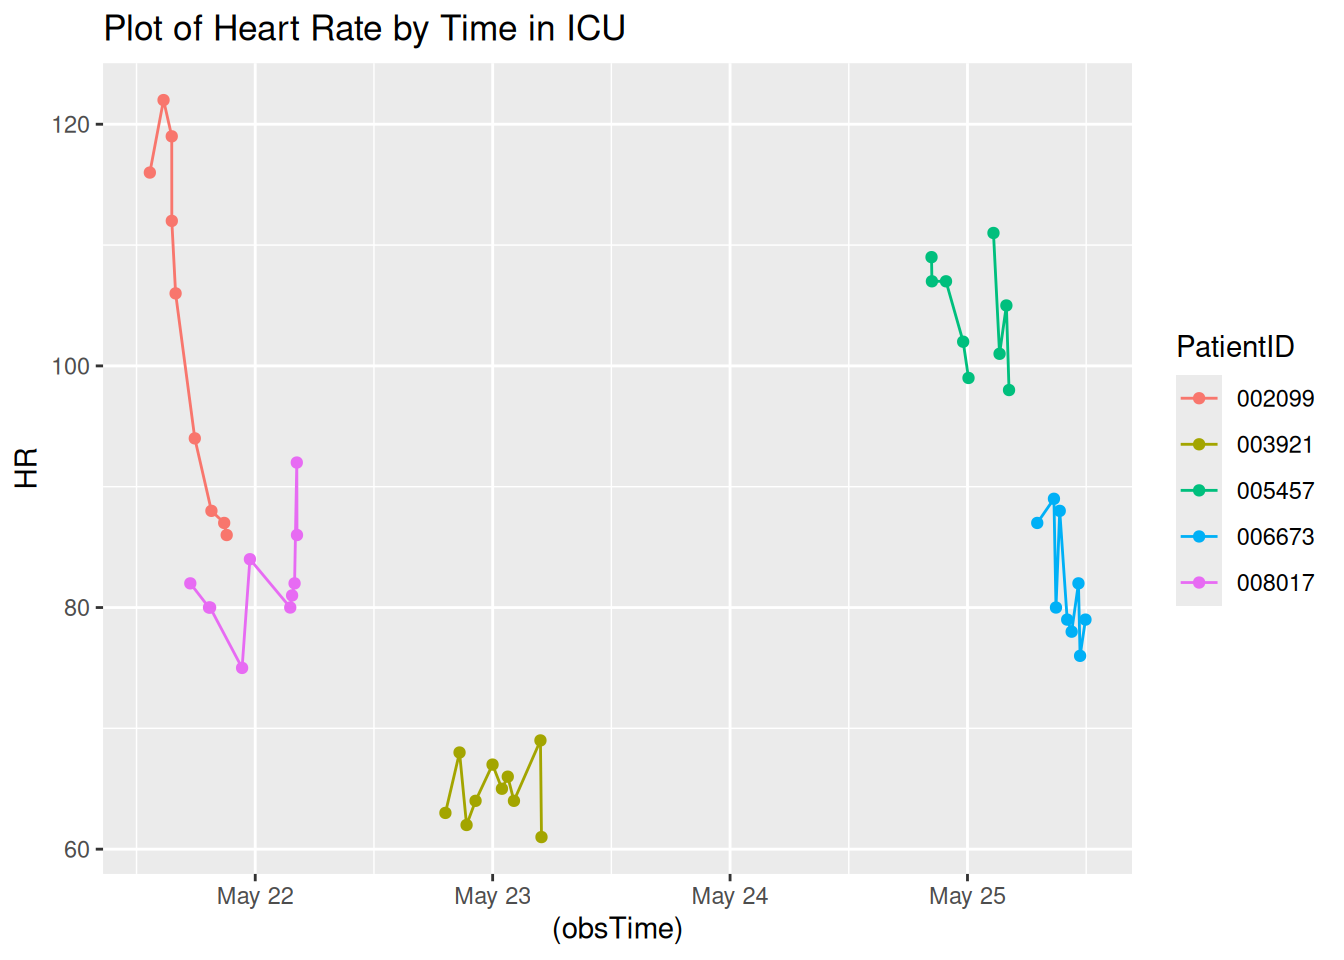 Plot of Heart Rate by Time in ICU
HR
120
100
80
60
May 22
May 23
May 24
May 25
(obsTime)
PatientID
002099
003921
005457
006673
008017